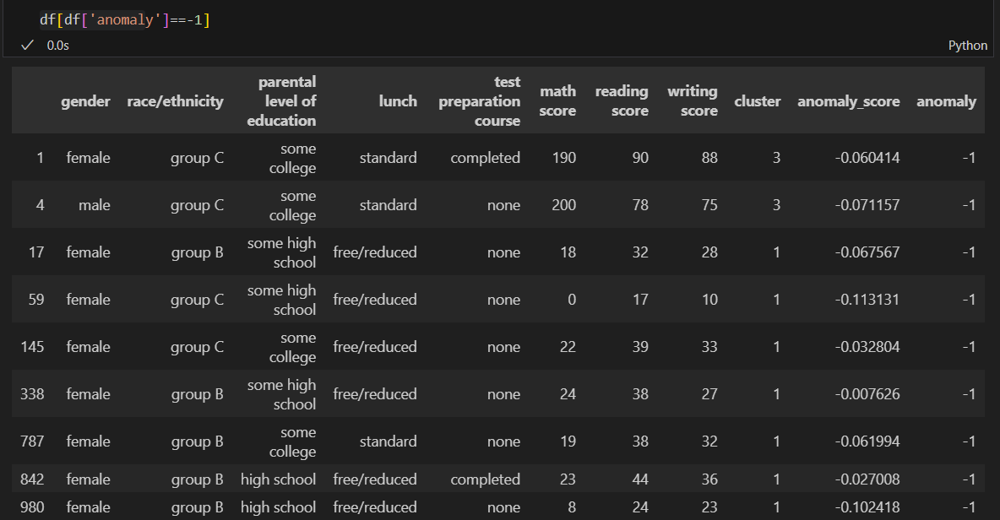 df[df['anomaly']==-1]
0.0s Python
gender race/ethnicity parental level of education lunch test preparation course math score reading score writing score cluster anomaly_score anomaly
1 female group C some college standard completed 190 90 88 3 -0.060414 -1
4 male group C some college standard none 200 78 75 3 -0.071157 -1
17 female group B some high school free/reduced none 18 32 28 1 -0.067567 -1
59 female group C some high school free/reduced none 0 17 10 1 -0.113131 -1
145 female group C some college free/reduced none 22 39 33 1 -0.032804 -1
338 female group B some high school free/reduced none 24 38 27 1 -0.007626 -1
787 female group B some college standard none 19 38 32 1 -0.061994 -1
842 female group B high school free/reduced completed 23 44 36 1 -0.027008 -1
980 female group B high school free/reduced none 8 24 23 1 -0.102418 -1